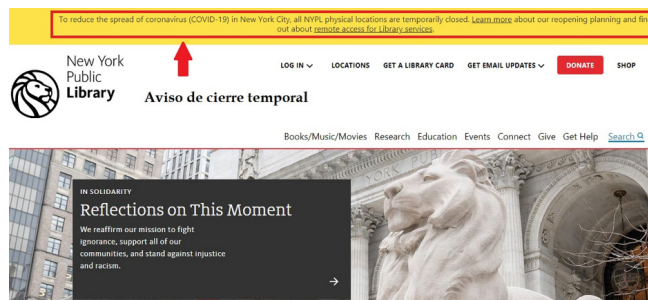 To reduce the spread of coronavirus (COVID-19) in New York City, all NYPL physical locations are temporarily closed. Learn more about our reopening planning and fin
out about remote access for Library services.
New York
Public
Library
LOG IN LOCATIONS GET A LIBRARY CARD GET EMAIL UPDATES DONATE SHOP
Aviso de cierre temporal
Books/Music/Movies Research Education Events Connect Give Get Help Search
IN SOLIDARITY
Reflections on This Moment
We reaffirm our mission to fight
ignorance, support all of our
communities, and stand against injustice
and racism.